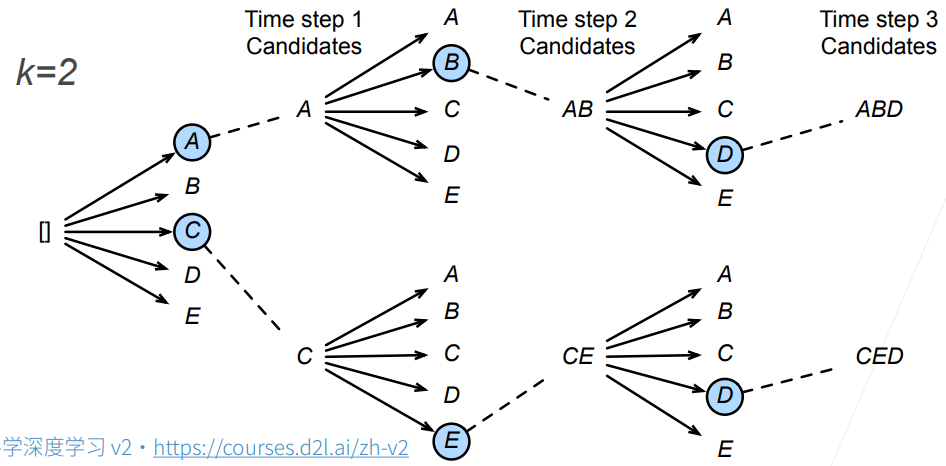 Time step 1
Candidates
Time step 2
Candidates
Time step 3
Candidates
k=2
[]
A
B
C
D
E
A
A
B
C
D
E
AB
A
B
C
D
E
ABD
C
A
B
C
D
E
CE
A
B
C
D
E
CED
学深度学习 v2 · https://courses.d2l.ai/zh-v2